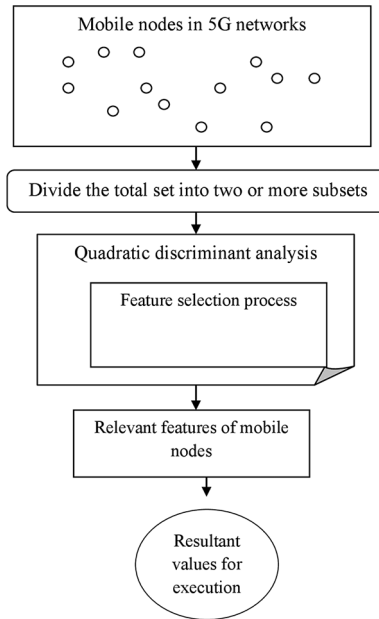 Mobile nodes in 5G networks
Divide the total set into two or more subsets
Quadratic discriminant analysis
Feature selection process
Relevant features of mobile
nodes
Resultant
values for
execution